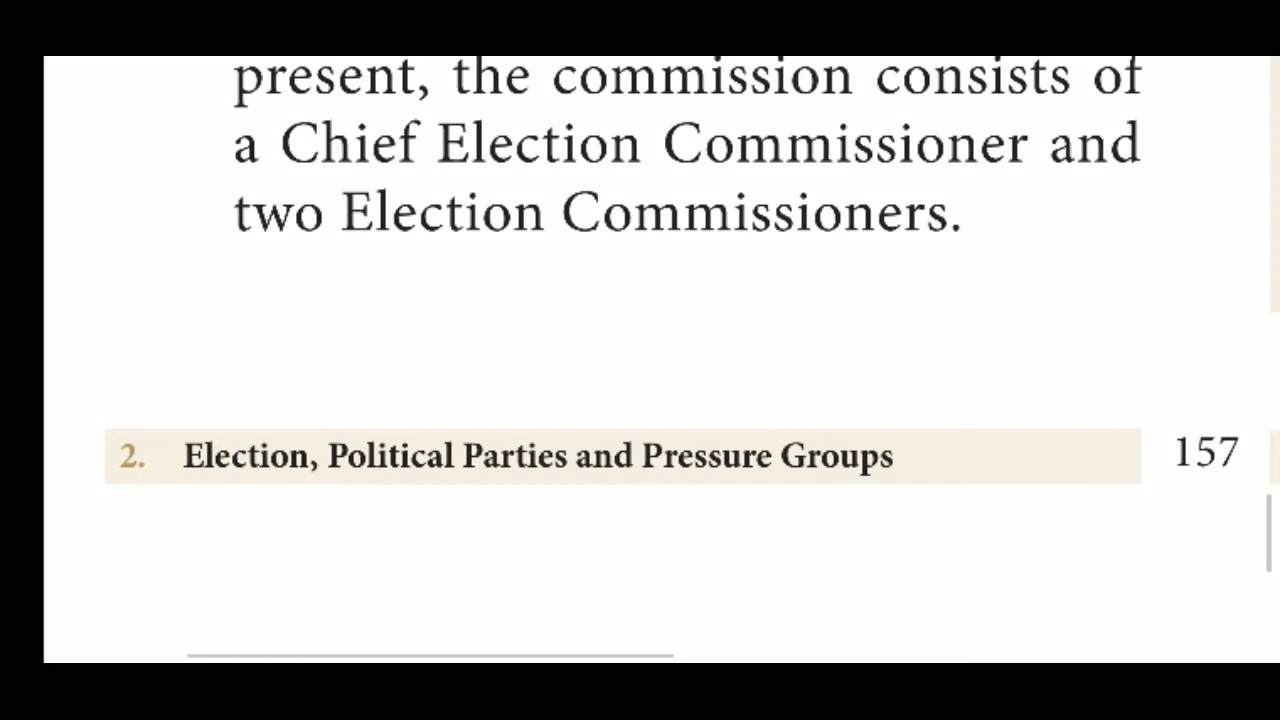 present, the commission consists of
a Chief Election Commissioner and
two Election Commissioners.
2. Election, Political Parties and Pressure Groups 157